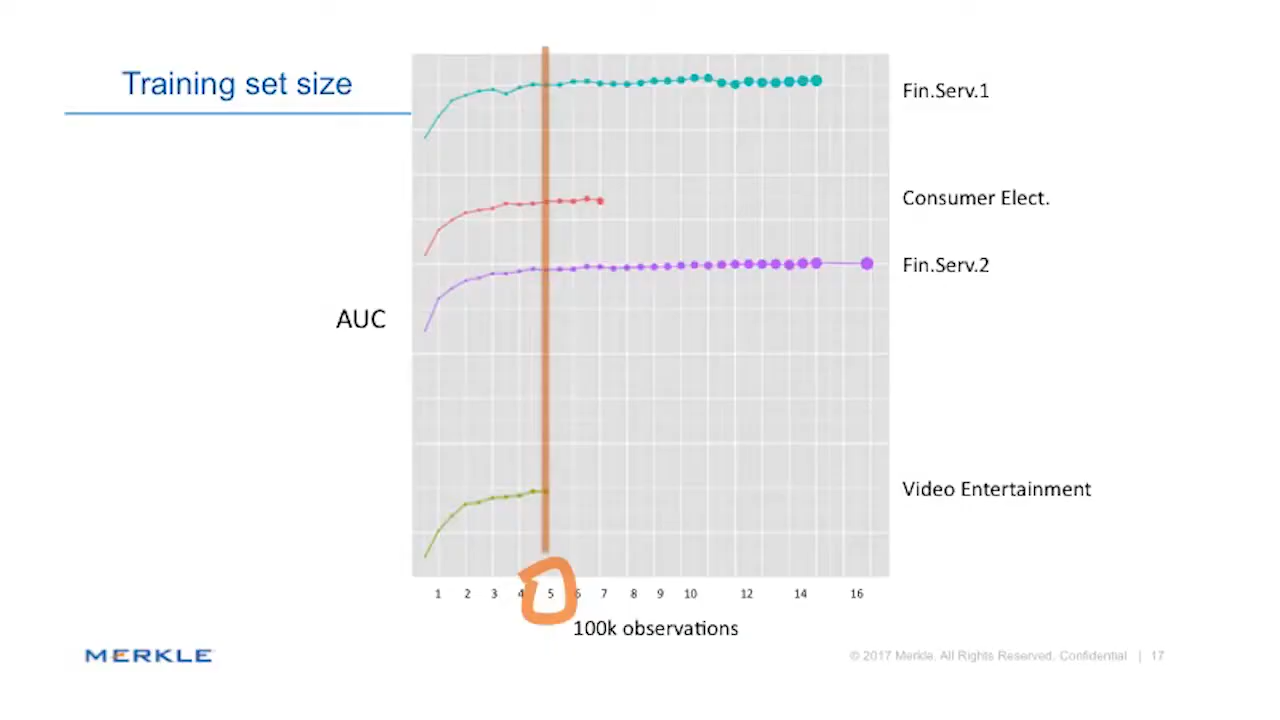 Training set size
Fin.Serv.1
Consumer Elect.
Fin.Serv.2
AUC
Video Entertainment
1 2 3 4 5 6 7 8 9 10 12 14 16
100k observations
MERKLE
© 2017 Merkle. All Rights Reserved. Confidential | 17